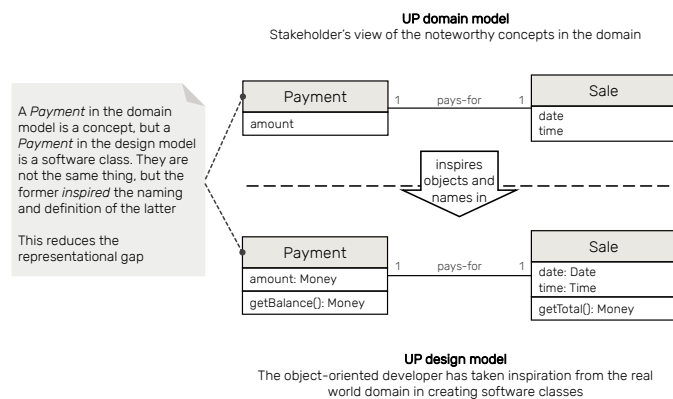 UP domain model
Stakeholder's view of the noteworthy concepts in the domain
A Payment in the domain
model is a concept, but a
Payment in the design model
is a software class. They are
not the same thing, but the
former inspired the naming
and definition of the latter
This reduces the
representational gap
Payment
amount
1 pays-for 1
Sale
date
time
inspires
objects and
names in
Payment
amount: Money
getBalance(): Money
1 pays-for 1
Sale
date: Date
time: Time
getTotal(): Money
UP design model
The object-oriented developer has taken inspiration from the real
world domain in creating software classes